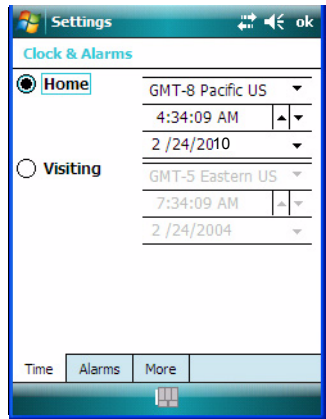 Settings ok
Clock & Alarms
Home GMT-8 Pacific US
4:34:09 AM
2 /24/2010
Visiting GMT-5 Eastern US
7:34:09 AM
2 /24/2004
Time Alarms More